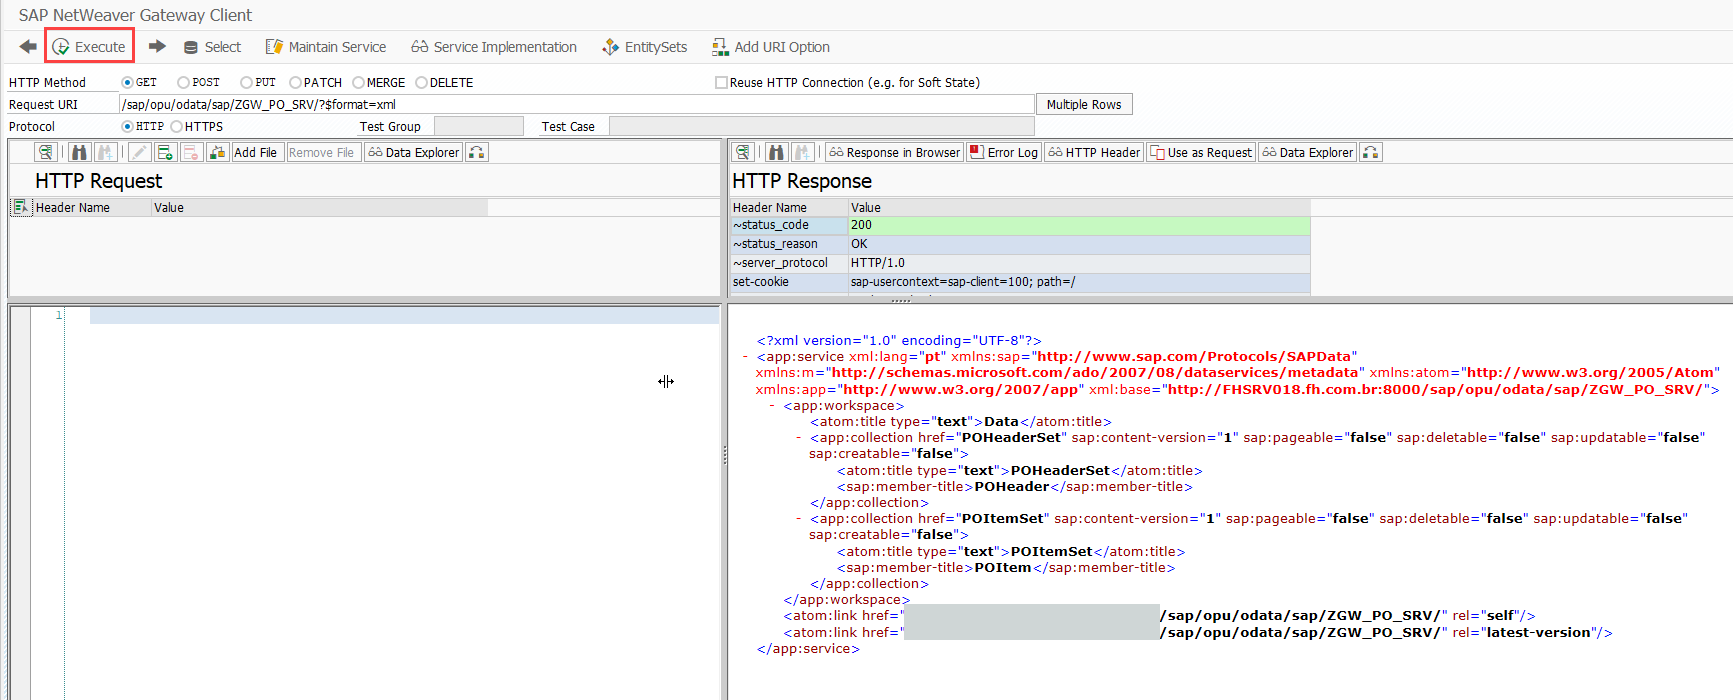 SAP NetWeaver Gateway Client
Execute Select Maintain Service Service Implementation EntitySets Add URI Option
HTTP Method GET POST PUT PATCH MERGE DELETE Reuse HTTP Connection (e.g. for Soft State)
Request URI /sap/opu/odata/sap/ZGW_PO_SRV/?$format=xml Multiple Rows
Protocol HTTP HTTPS Test Group Test Case
Add File Remove File Data Explorer
HTTP Request
Header Name Value
1
Response in Browser Error Log HTTP Header Use as Request Data Explorer
HTTP Response
Header Name Value
~status_code 200
~status_reason OK
~server_protocol HTTP/1.0
set-cookie sap-usercontext=sap-client=100; path=/
<?xml version="1.0" encoding="UTF-8"?>
- <app:service xml:lang="pt" xmlns:sap="http://www.sap.com/Protocols/SAPData"
xmlns:m="http://schemas.microsoft.com/ado/2007/08/dataservices/metadata" xmlns:atom="http://www.w3.org/2005/Atom"
xmlns:app="http://www.w3.org/2007/app" xml:base="http://FHSRV018.fh.com.br:8000/sap/opu/odata/sap/ZGW_PO_SRV/">
- <app:workspace>
<atom:title type="text">Data</atom:title>
- <app:collection href="POHeaderSet" sap:content-version="1" sap:pageable="false" sap:deletable="false" sap:updatable="false"
sap:creatable="false">
<atom:title type="text">POHeaderSet</atom:title>
<sap:member-title>POHeader</sap:member-title>
</app:collection>
- <app:collection href="POItemSet" sap:content-version="1" sap:pageable="false" sap:deletable="false" sap:updatable="false"
sap:creatable="false">
<atom:title type="text">POItemSet</atom:title>
<sap:member-title>POItem</sap:member-title>
</app:collection>
</app:workspace>
<atom:link href=" /sap/opu/odata/sap/ZGW_PO_SRV/" rel="self"/>
<atom:link href=" /sap/opu/odata/sap/ZGW_PO_SRV/" rel="latest-version"/>
</app:service>